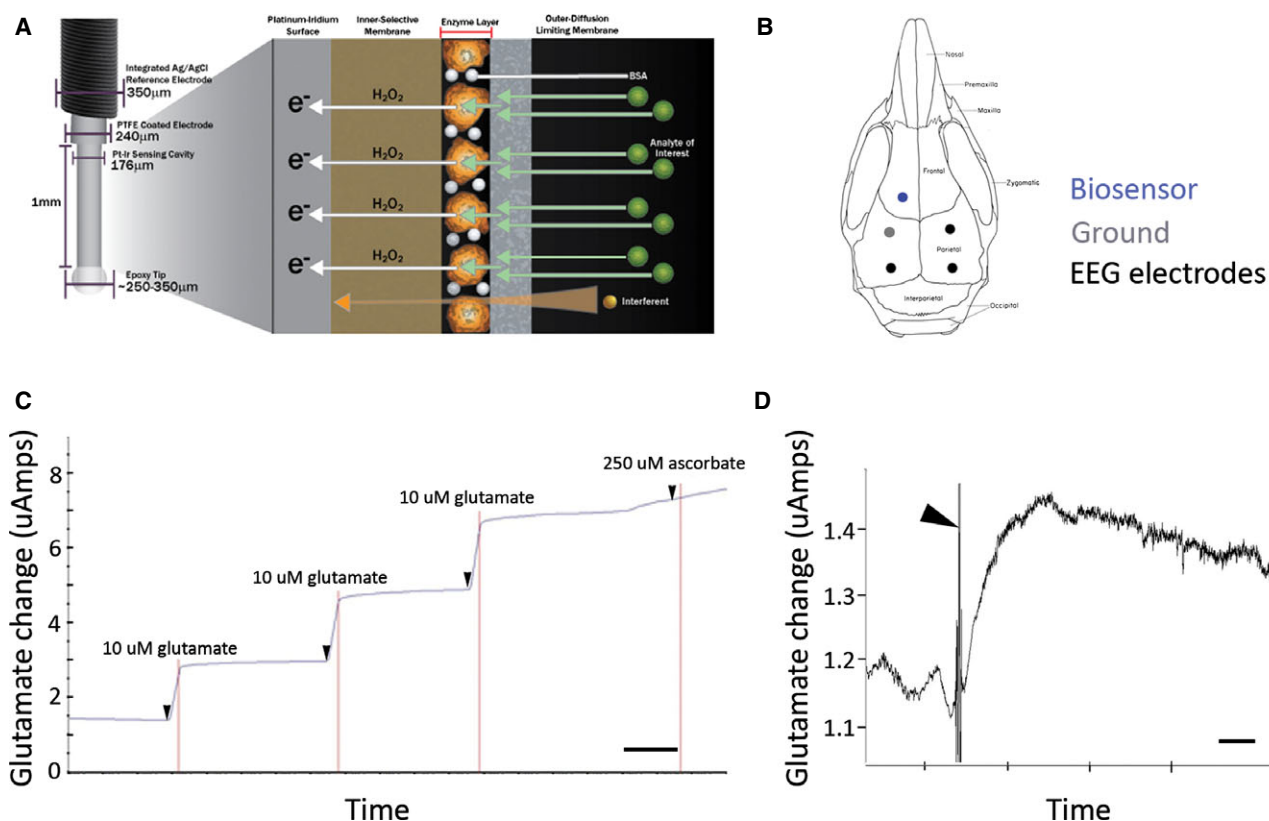 A
Integrated Ag/AgCl
Reference Electrode
350µm
PTFE Coated Electrode
240µm
Pt-Ir Sensing Cavity
176µm
1mm
Epoxy Tip
~250-350µm
Platinum-Iridium
Surface
Inner-Selective
Membrane
Enzyme Layer
Outer-Diffusion
Limiting Membrane
BSA
e- H₂O₂
Analyte of
Interest
e- H₂O₂
e- H₂O₂
e- H₂O₂
Interferent
B
Nasal
Premaxilla
Maxilla
Frontal
Zygomatic
Parietal
Interparietal
Occipital
Biosensor
Ground
EEG electrodes
C
Glutamate change (uAmps)
8
6
4
2
0
10 uM glutamate
10 uM glutamate
10 uM glutamate
250 uM ascorbate
Time
D
Glutamate change (uAmps)
1.4
1.3
1.2
1.1
Time